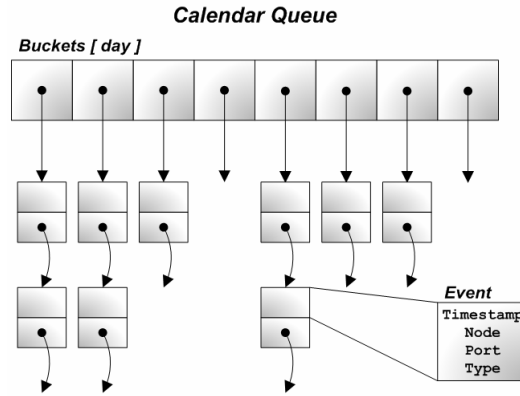 Calendar Queue
Buckets [ day ]
Event
Timestamp
Node
Port
Type